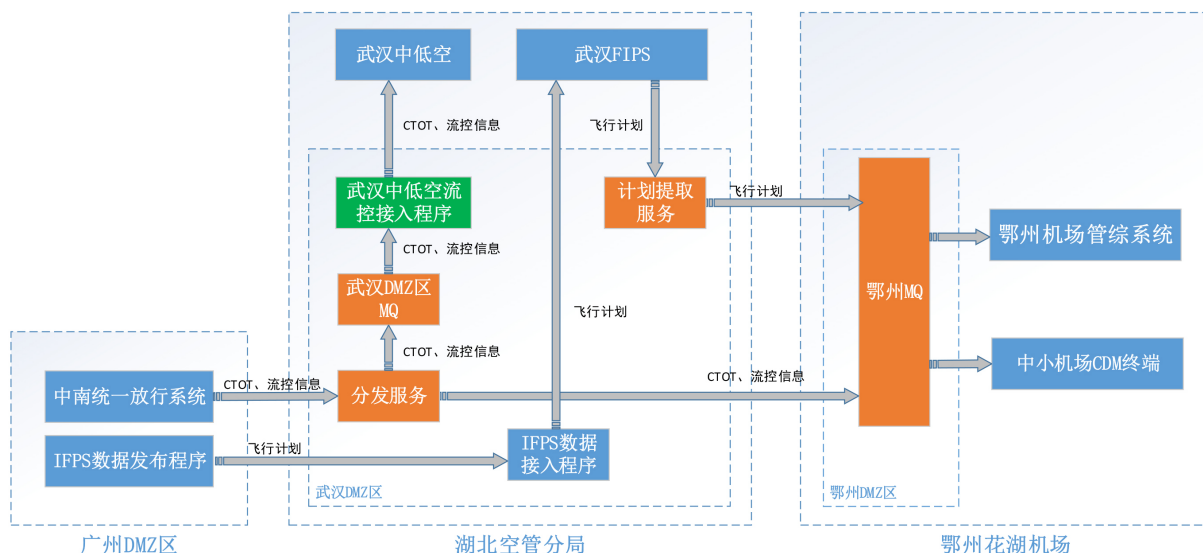 武汉中低空
武汉FIPS
CTOT、流控信息
飞行计划
武汉中低空流
控接入程序
计划提取
服务
飞行计划
鄂州机场管综系统
CTOT、流控信息
武汉DMZ区
MQ
鄂州MQ
飞行计划
CTOT、流控信息
中小机场CDM终端
中南统一放行系统
CTOT、流控信息
分发服务
CTOT、流控信息
IFPS数据发布程序
飞行计划
IFPS数据
接入程序
武汉DMZ区
鄂州DMZ区
广州DMZ区
湖北空管分局
鄂州花湖机场